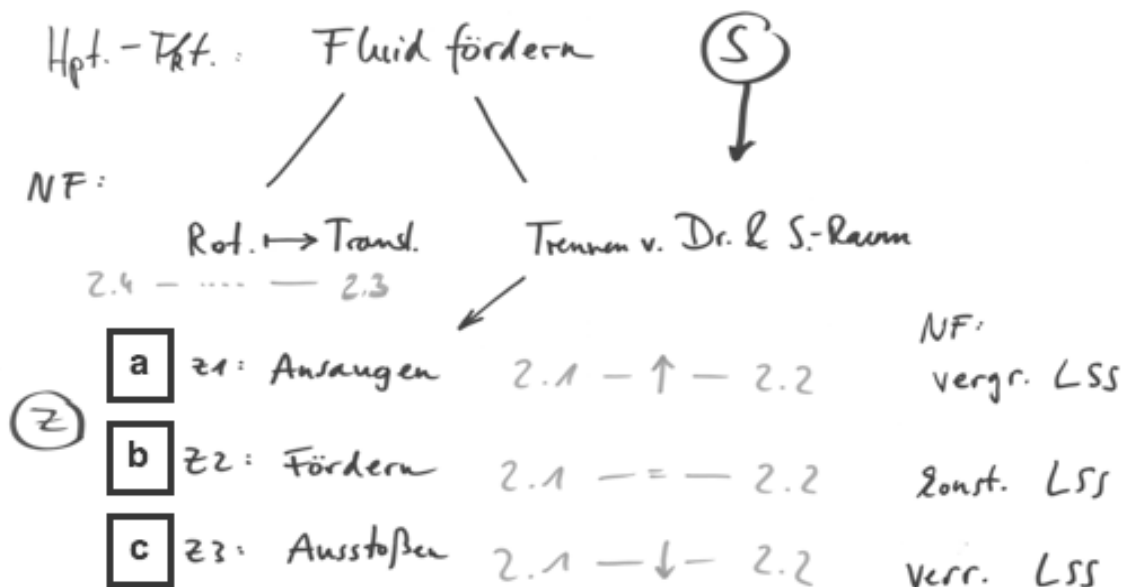 Hpt.-Fkt.: Fluid fördern S
NF:
Rot. ↦ Transl. Trennen v. Dr. & S.-Raum
2.4 – .... – 2.3
NF:
a Z1: Ansaugen 2.1 – ↑ – 2.2 vergr. LSS
Z
b Z2: Fördern 2.1 – = – 2.2 konst. LSS
c Z3: Ausstoßen 2.1 – ↓ – 2.2 verr. LSS